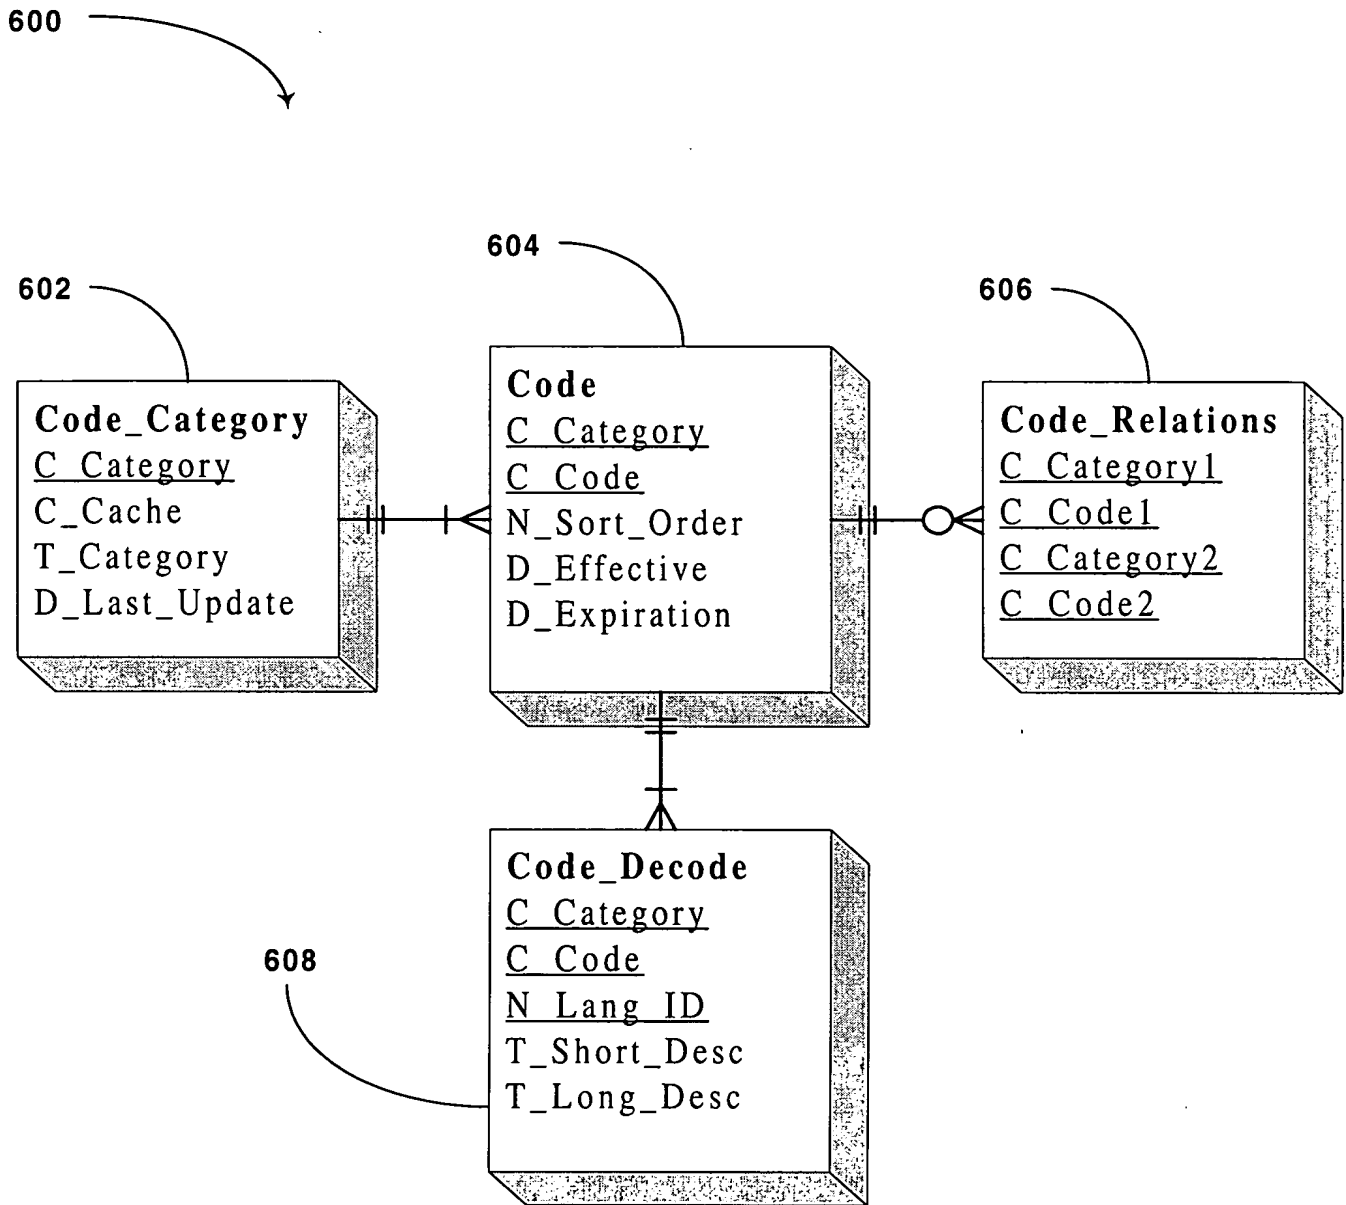 600
604
602
606
Code_Category
C_Category
C_Cache
T_Category
D_Last_Update
Code
C_Category
C_Code
N_Sort_Order
D_Effective
D_Expiration
Code_Relations
C_Category1
C_Code1
C_Category2
C_Code2
608
Code_Decode
C_Category
C_Code
N_Lang_ID
T_Short_Desc
T_Long_Desc